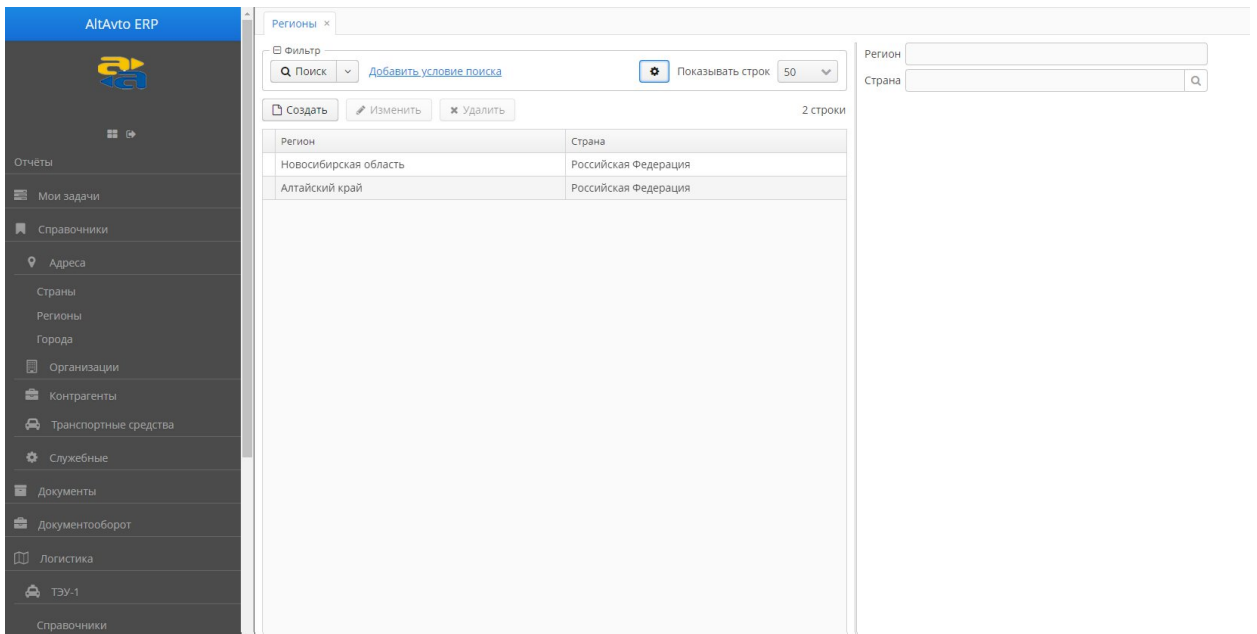 AltAvto ERP
Отчёты
Мои задачи
Справочники
Адреса
Страны
Регионы
Города
Организации
Контрагенты
Транспортные средства
Служебные
Документы
Документооборот
Логистика
ТЭУ-1
Справочники
Регионы ×
Фильтр
Поиск Добавить условие поиска Показывать строк 50
Создать Изменить Удалить 2 строки
Регион Страна
Новосибирская область Российская Федерация
Алтайский край Российская Федерация
Регион
Страна